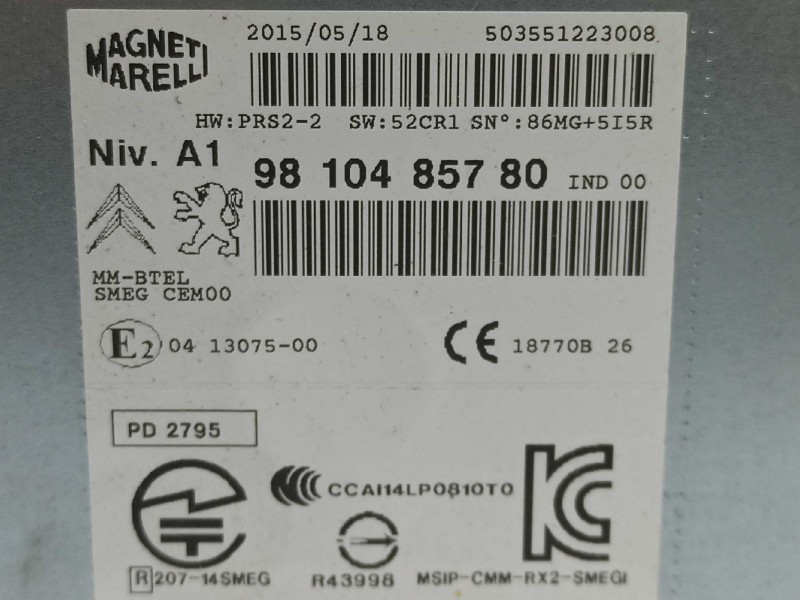 MAGNETI MARELLI
2015/05/18 503551223008
HW:PRS2-2 SW:52CR1 SN°:86MG+5I5R
Niv. A1 98 104 857 80 IND 00
MM-BTEL
SMEG CEM00
E2 04 13075-00 CE 18770B 26
PD 2795
CCAI14LP0810T0
R 207-14SMEG R43998 MSIP-CMM-RX2-SMEGI